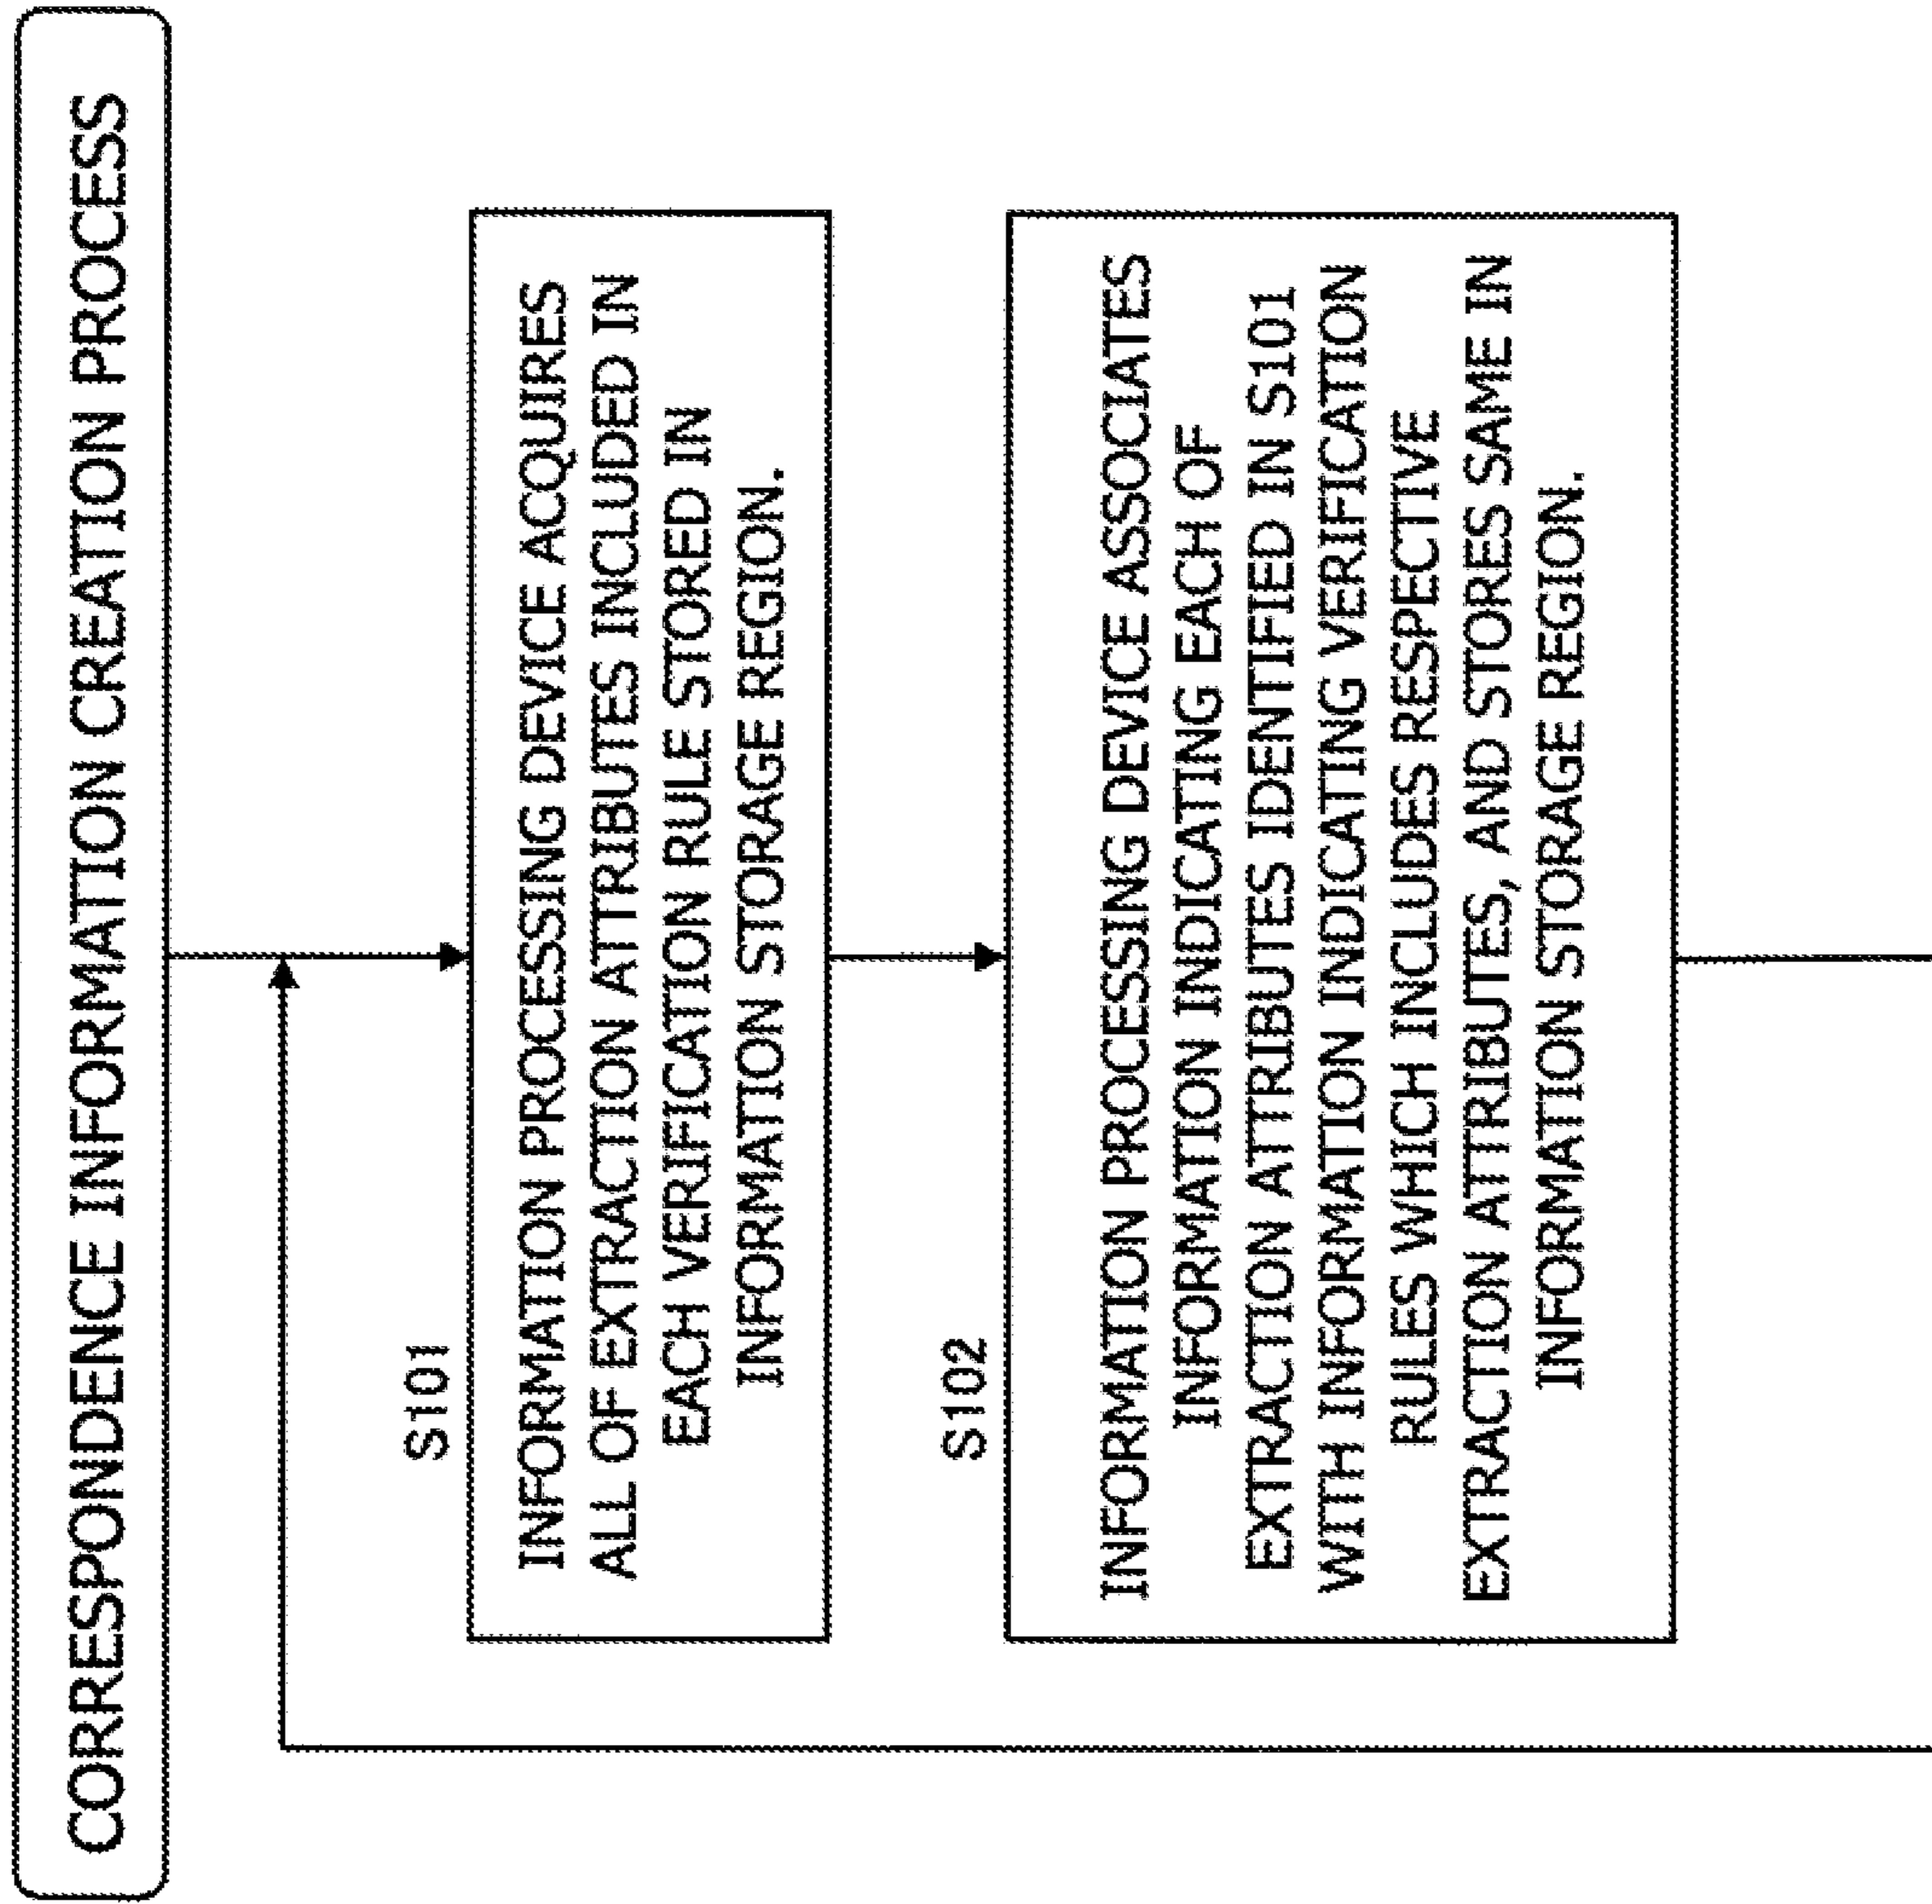 CORRESPONDENCE INFORMATION CREATION PROCESS
S101
INFORMATION PROCESSING DEVICE ACQUIRES
ALL OF EXTRACTION ATTRIBUTES INCLUDED IN
EACH VERIFICATION RULE STORED IN
INFORMATION STORAGE REGION.
S102
INFORMATION PROCESSING DEVICE ASSOCIATES
INFORMATION INDICATING EACH OF
EXTRACTION ATTRIBUTES IDENTIFIED IN S101
WITH INFORMATION INDICATING VERIFICATION
RULES WHICH INCLUDES RESPECTIVE
EXTRACTION ATTRIBUTES, AND STORES SAME IN
INFORMATION STORAGE REGION.